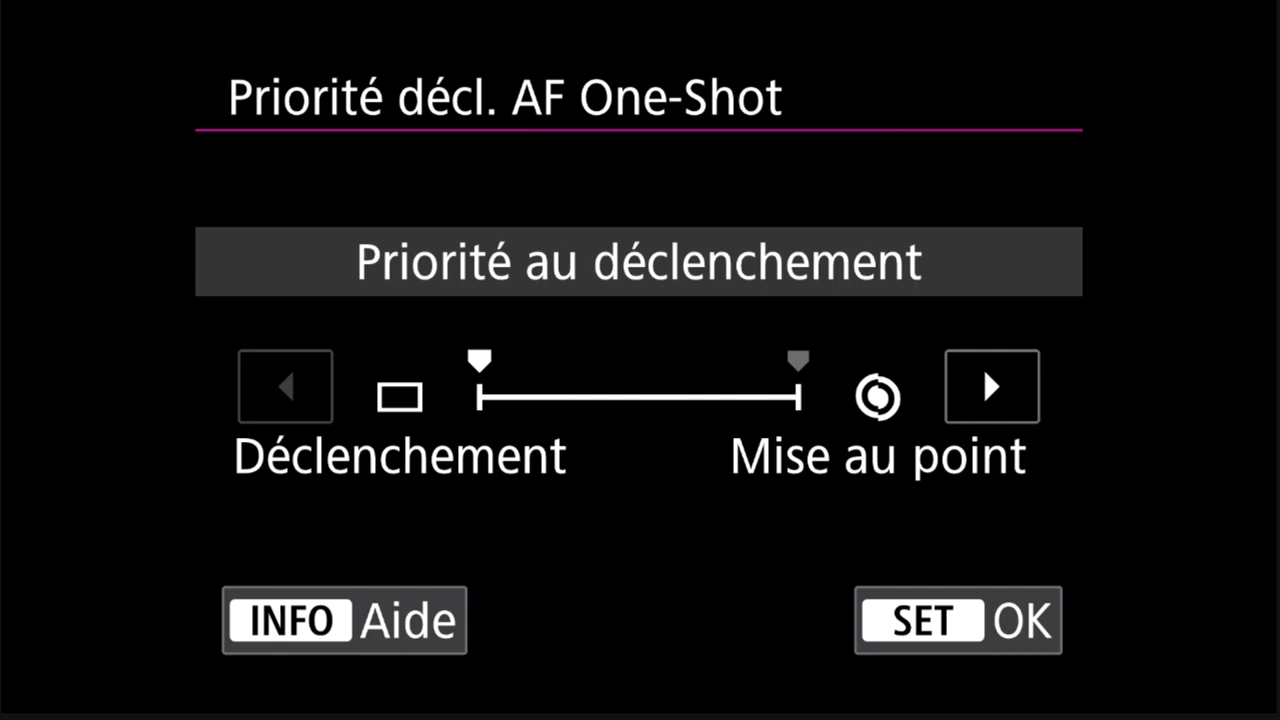 Priorité décl. AF One-Shot
Priorité au déclenchement
Déclenchement Mise au point
INFO Aide SET OK